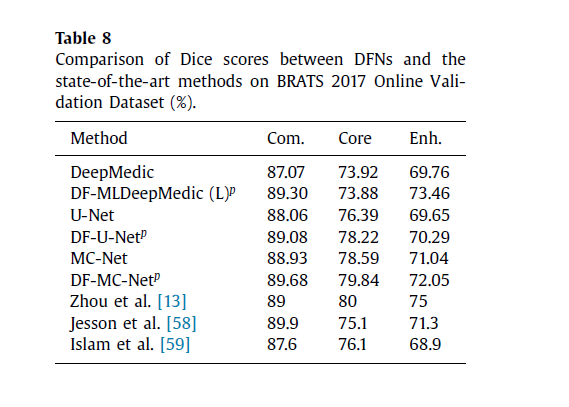 Table 8
Comparison of Dice scores between DFNs and the
state-of-the-art methods on BRATS 2017 Online Vali-
dation Dataset (%).
Method Com. Core Enh.
DeepMedic 87.07 73.92 69.76
DF-MLDeepMedic (L)ᵖ 89.30 73.88 73.46
U-Net 88.06 76.39 69.65
DF-U-Netᵖ 89.08 78.22 70.29
MC-Net 88.93 78.59 71.04
DF-MC-Netᵖ 89.68 79.84 72.05
Zhou et al. [13] 89 80 75
Jesson et al. [58] 89.9 75.1 71.3
Islam et al. [59] 87.6 76.1 68.9